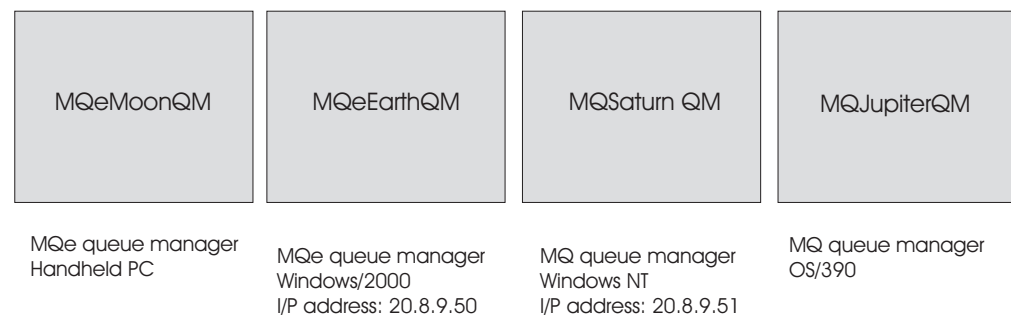 MQeMoonQM
MQeEarthQM
MQSaturn QM
MQJupiterQM
MQe queue manager
Handheld PC
MQe queue manager
Windows/2000
I/P address: 20.8.9.50
MQ queue manager
Windows NT
I/P address: 20.8.9.51
MQ queue manager
OS/390